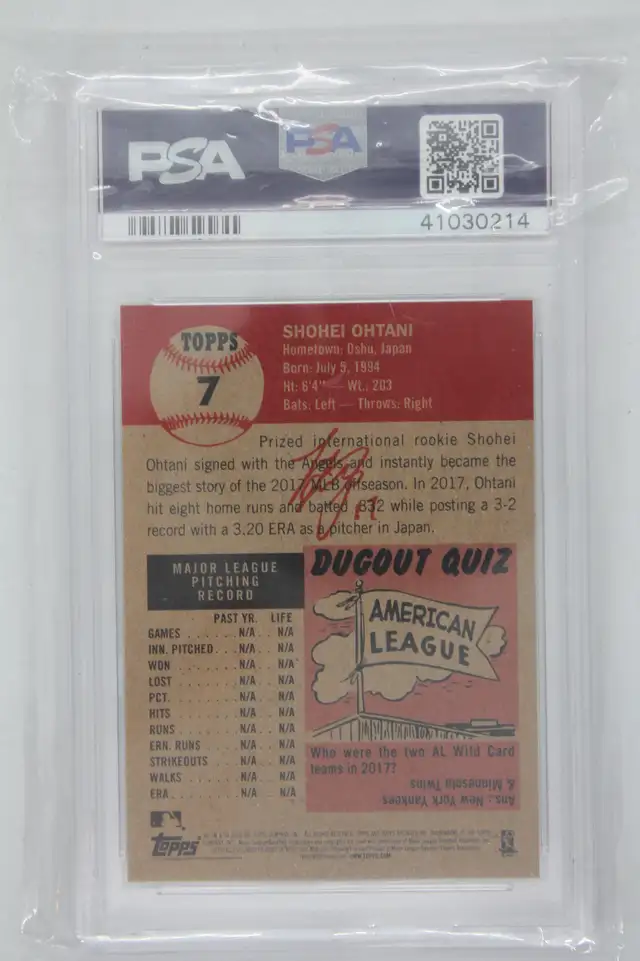 PSA
PSA
41030214
TOPPS
7
SHOHEI OHTANI
Hometown: Oshu, Japan
Born: July 5, 1994
Ht: 6'4" — Wt.: 203
Bats: Left — Throws: Right
Prized international rookie Shohei
Ohtani signed with the Angels and instantly became the
biggest story of the 2017 MLB offseason. In 2017, Ohtani
hit eight home runs and batted .332 while posting a 3-2
record with a 3.20 ERA as a pitcher in Japan.
MAJOR LEAGUE
PITCHING
RECORD
PAST YR. LIFE
GAMES . . . . . . . N/A . . N/A
INN. PITCHED . . . N/A . . N/A
WON . . . . . . . . N/A . . N/A
LOST . . . . . . . . N/A . . N/A
PCT. . . . . . . . . N/A . . N/A
HITS . . . . . . . . N/A . . N/A
RUNS . . . . . . . . N/A . . N/A
ERN. RUNS . . . . . N/A . . N/A
STRIKEOUTS . . . . N/A . . N/A
WALKS . . . . . . . N/A . . N/A
ERA . . . . . . . . . N/A . . N/A
DUGOUT QUIZ
AMERICAN
LEAGUE
Who were the two AL Wild Card
teams in 2017?
Ans.: New York Yankees
& Minnesota Twins
Topps